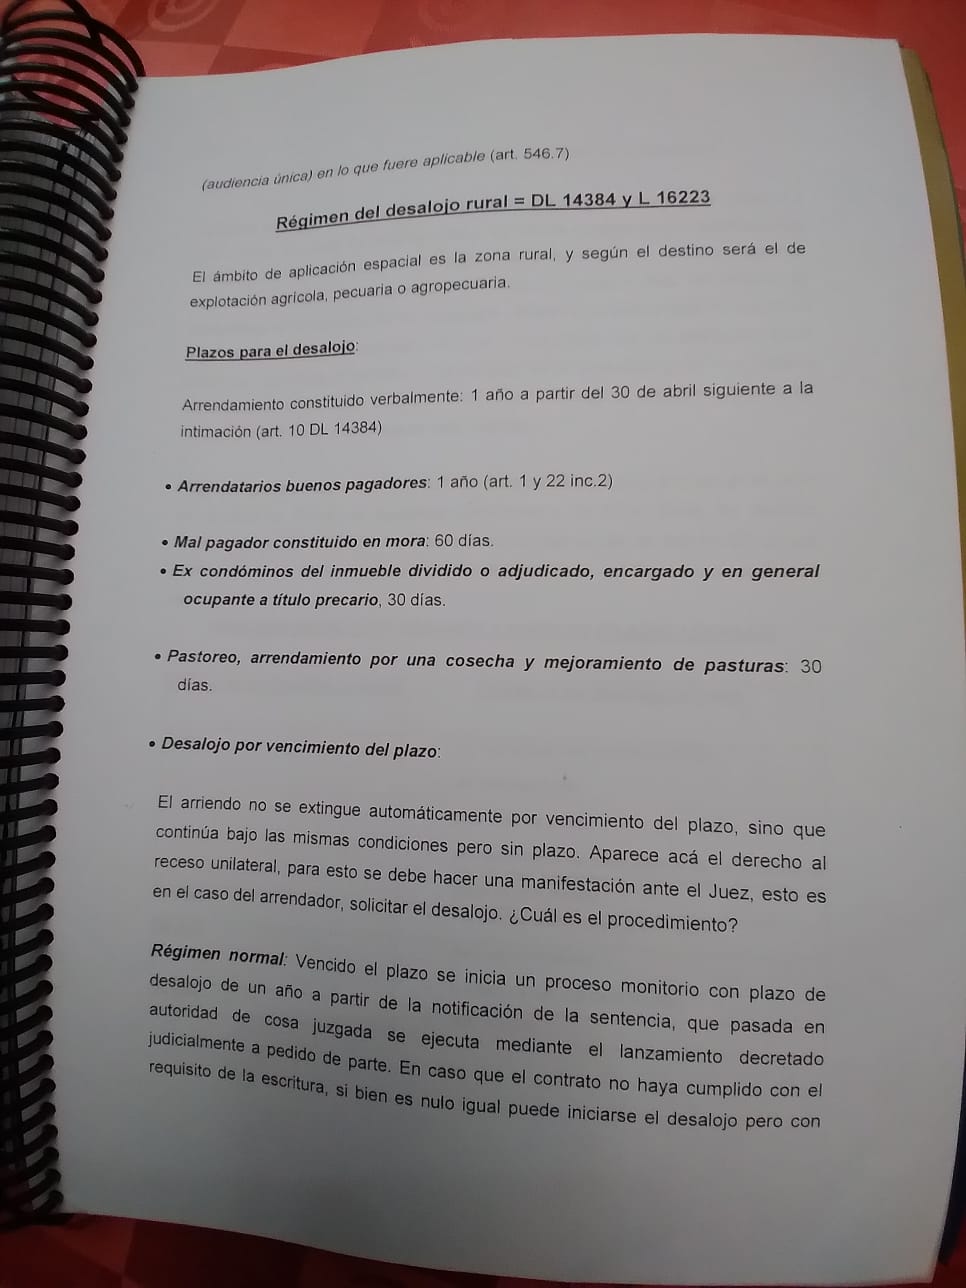 (audiencia única) en lo que fuere aplicable (art. 546.7)
Régimen del desalojo rural = DL 14384 y L 16223
El ámbito de aplicación espacial es la zona rural, y según el destino será el de
explotación agrícola, pecuaria o agropecuaria.
Plazos para el desalojo:
Arrendamiento constituido verbalmente: 1 año a partir del 30 de abril siguiente a la
intimación (art. 10 DL 14384)
• Arrendatarios buenos pagadores: 1 año (art. 1 y 22 inc.2)
• Mal pagador constituido en mora: 60 días.
• Ex condóminos del inmueble dividido o adjudicado, encargado y en general
ocupante a título precario, 30 días.
• Pastoreo, arrendamiento por una cosecha y mejoramiento de pasturas: 30
días.
• Desalojo por vencimiento del plazo:
El arriendo no se extingue automáticamente por vencimiento del plazo, sino que
continúa bajo las mismas condiciones pero sin plazo. Aparece acá el derecho al
receso unilateral, para esto se debe hacer una manifestación ante el Juez, esto es
en el caso del arrendador, solicitar el desalojo. ¿Cuál es el procedimiento?
Régimen normal: Vencido el plazo se inicia un proceso monitorio con plazo de
desalojo de un año a partir de la notificación de la sentencia, que pasada en
autoridad de cosa juzgada se ejecuta mediante el lanzamiento decretado
judicialmente a pedido de parte. En caso que el contrato no haya cumplido con el
requisito de la escritura, si bien es nulo igual puede iniciarse el desalojo pero con